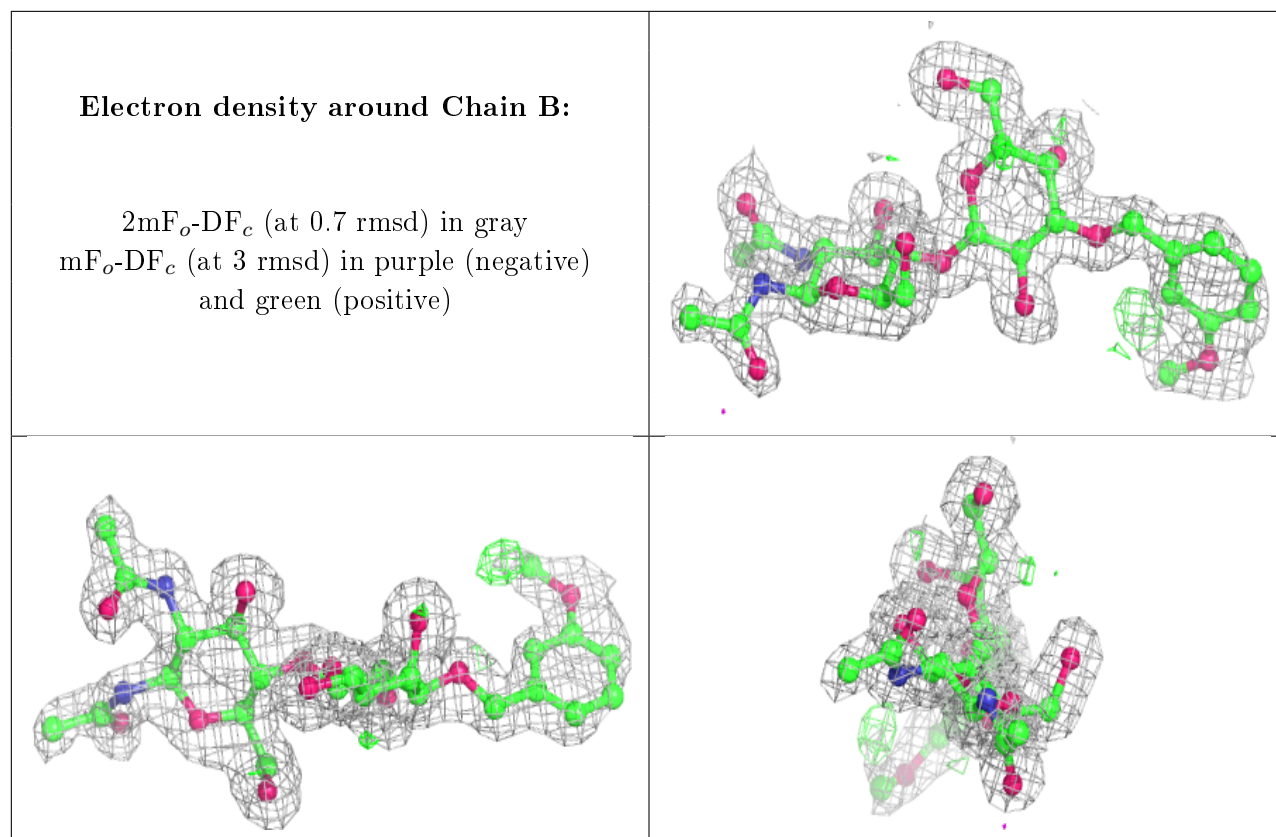 Electron density around Chain B:
2mFₒ-DF𝒸 (at 0.7 rmsd) in gray
mFₒ-DF𝒸 (at 3 rmsd) in purple (negative)
and green (positive)